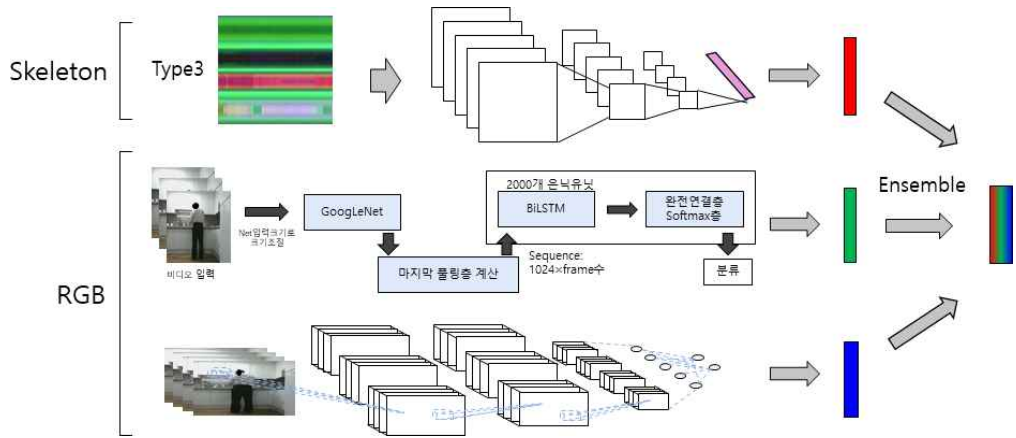 Skeleton
Type3
RGB
비디오 입력
Net입력크기로
크기조절
GoogLeNet
마지막 풀링층 계산
2000개 은닉유닛
BiLSTM
Sequence:
1024×frame수
완전연결층
Softmax층
분류
Ensemble